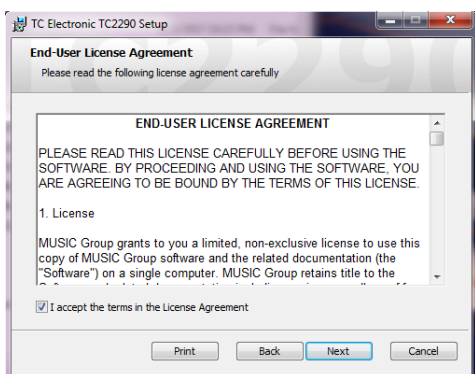 TC Electronic TC2290 Setup
End-User License Agreement
Please read the following license agreement carefully
END-USER LICENSE AGREEMENT
PLEASE READ THIS LICENSE CAREFULLY BEFORE USING THE
SOFTWARE. BY PROCEEDING AND USING THE SOFTWARE, YOU
ARE AGREEING TO BE BOUND BY THE TERMS OF THIS LICENSE.
1. License
MUSIC Group grants to you a limited, non-exclusive license to use this
copy of MUSIC Group software and the related documentation (the
"Software") on a single computer. MUSIC Group retains title to the
I accept the terms in the License Agreement
Print
Back
Next
Cancel